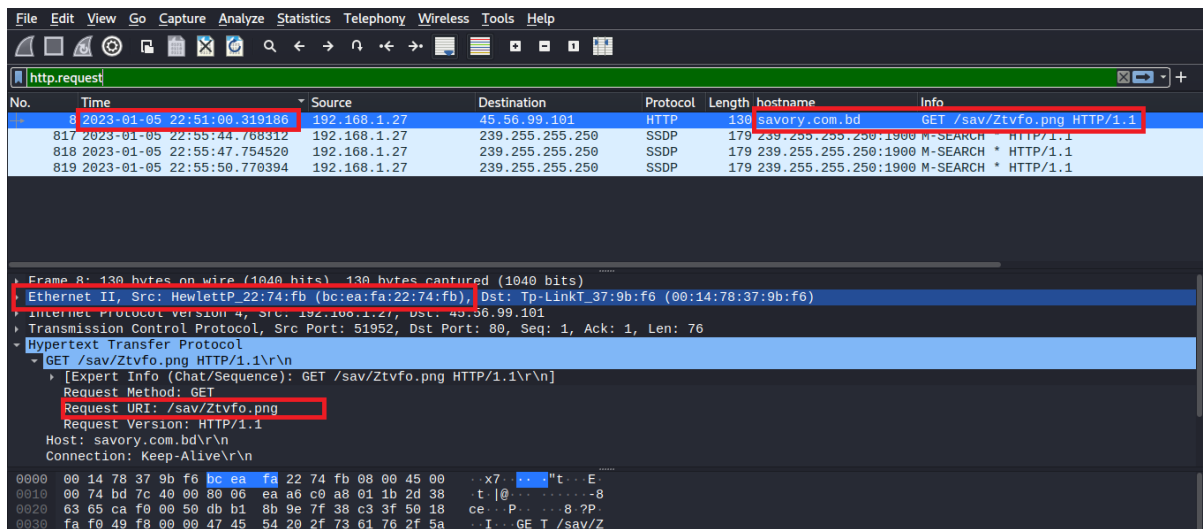 File Edit View Go Capture Analyze Statistics Telephony Wireless Tools Help
http.request
No. Time Source Destination Protocol Length hostname Info
8 2023-01-05 22:51:00.319186 192.168.1.27 45.56.99.101 HTTP 130 savory.com.bd GET /sav/Ztvfo.png HTTP/1.1
817 2023-01-05 22:55:44.768312 192.168.1.27 239.255.255.250 SSDP 179 239.255.255.250:1900 M-SEARCH * HTTP/1.1
818 2023-01-05 22:55:47.754520 192.168.1.27 239.255.255.250 SSDP 179 239.255.255.250:1900 M-SEARCH * HTTP/1.1
819 2023-01-05 22:55:50.770394 192.168.1.27 239.255.255.250 SSDP 179 239.255.255.250:1900 M-SEARCH * HTTP/1.1
Frame 8: 130 bytes on wire (1040 bits), 130 bytes captured (1040 bits)
Ethernet II, Src: HewlettP_22:74:fb (bc:ea:fa:22:74:fb), Dst: Tp-LinkT_37:9b:f6 (00:14:78:37:9b:f6)
Internet Protocol Version 4, Src: 192.168.1.27, Dst: 45.56.99.101
Transmission Control Protocol, Src Port: 51952, Dst Port: 80, Seq: 1, Ack: 1, Len: 76
Hypertext Transfer Protocol
GET /sav/Ztvfo.png HTTP/1.1\r\n
[Expert Info (Chat/Sequence): GET /sav/Ztvfo.png HTTP/1.1\r\n]
Request Method: GET
Request URI: /sav/Ztvfo.png
Request Version: HTTP/1.1
Host: savory.com.bd\r\n
Connection: Keep-Alive\r\n
0000 00 14 78 37 9b f6 bc ea fa 22 74 fb 08 00 45 00 ··x7·· ·· ·"t···E·
0010 00 74 bd 7c 40 00 80 06 ea a6 c0 a8 01 1b 2d 38 ·t·|@··· ······-8
0020 63 65 ca f0 00 50 db b1 8b 9e 7f 38 c3 3f 50 18 ce···P·· ···8·?P·
0030 fa f0 49 f8 00 00 47 45 54 20 2f 73 61 76 2f 5a ··I···GE T /sav/Z